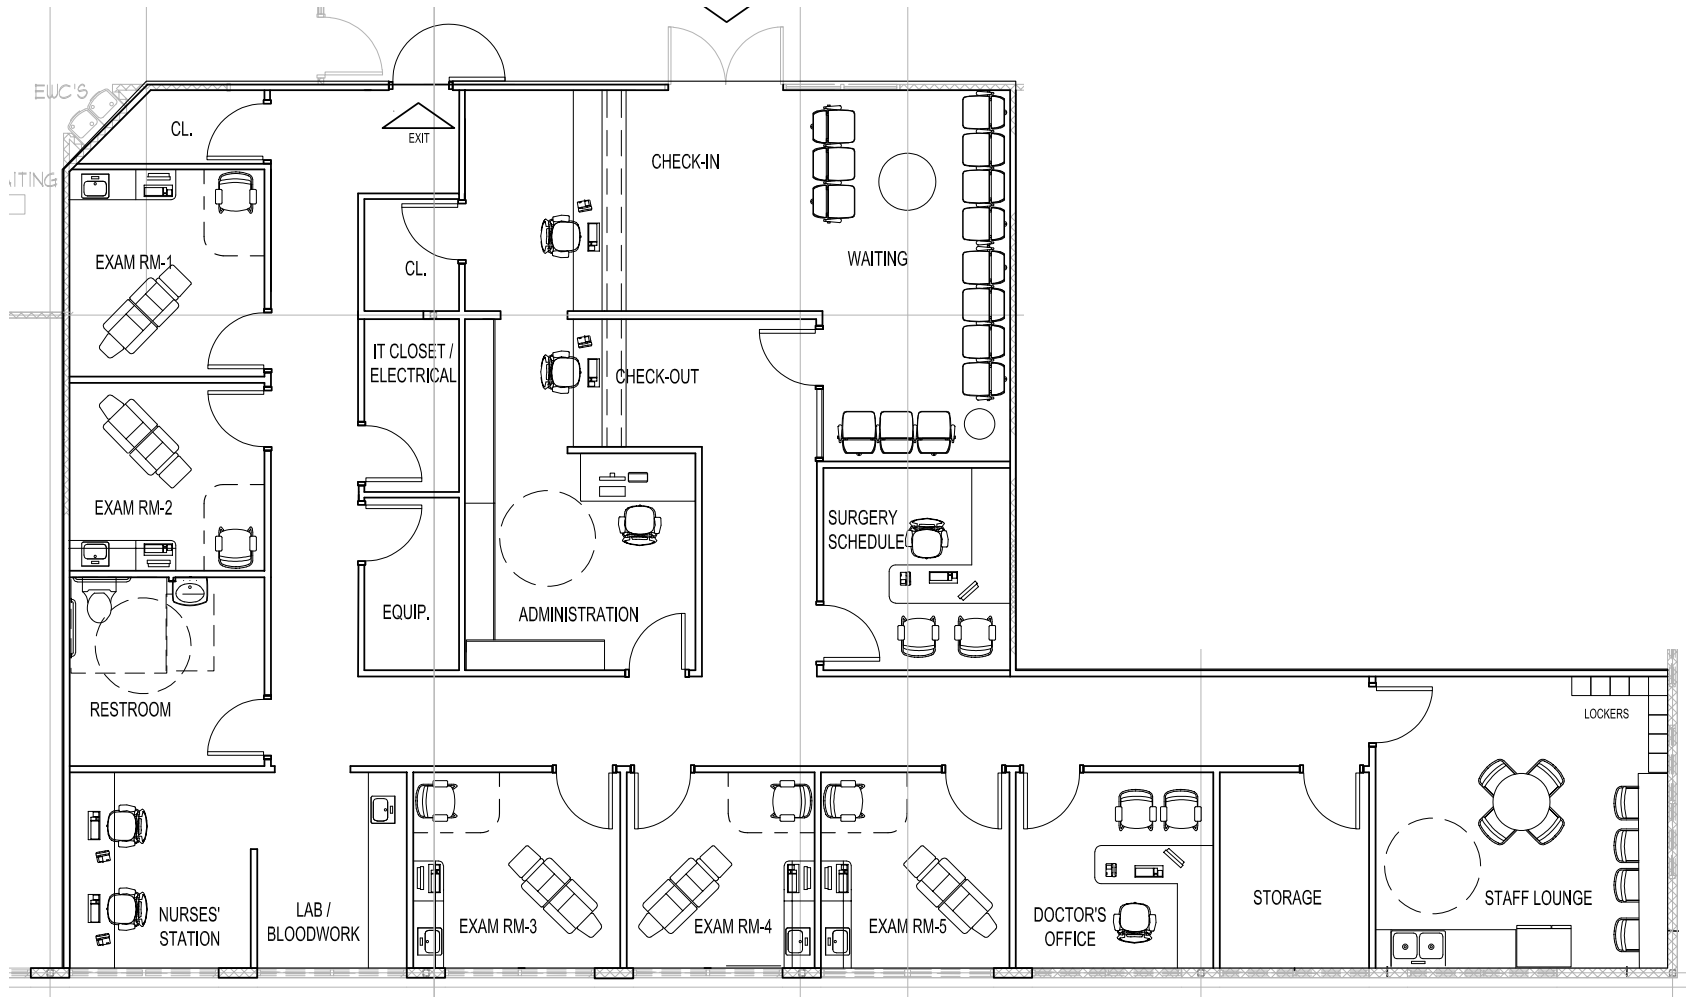 EWC'S
CL.
EXIT
CHECK-IN
EXAM RM-1
CL.
WAITING
IT CLOSET /
ELECTRICAL
CHECK-OUT
EXAM RM-2
SURGERY
SCHEDULE
EQUIP.
ADMINISTRATION
RESTROOM
LOCKERS
NURSES'
STATION
LAB /
BLOODWORK
EXAM RM-3
EXAM RM-4
EXAM RM-5
DOCTOR'S
OFFICE
STORAGE
STAFF LOUNGE